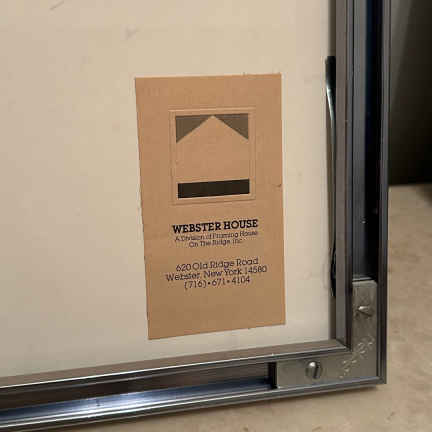 WEBSTER HOUSE
A Division of Framing House
On The Ridge, Inc.
620 Old Ridge Road
Webster, New York 14580
(716)•671•4104